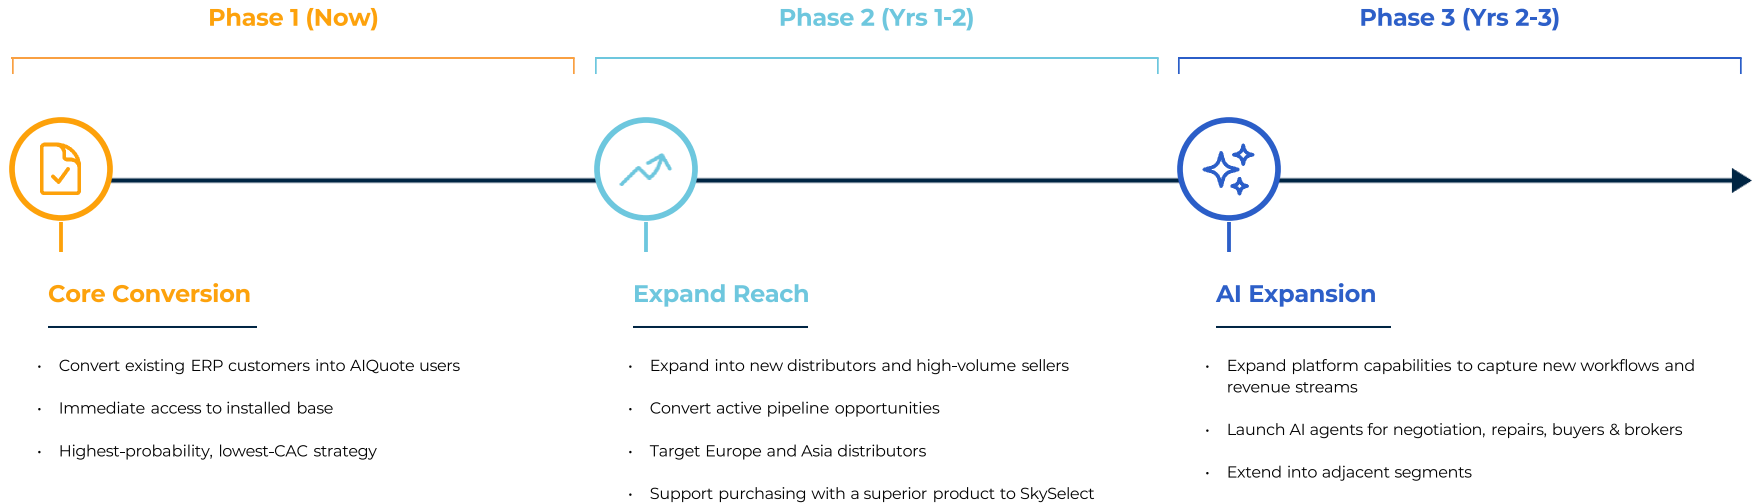 Phase 1 (Now)
Phase 2 (Yrs 1-2)
Phase 3 (Yrs 2-3)
Core Conversion
• Convert existing ERP customers into AIQuote users
• Immediate access to installed base
• Highest-probability, lowest-CAC strategy
Expand Reach
• Expand into new distributors and high-volume sellers
• Convert active pipeline opportunities
• Target Europe and Asia distributors
• Support purchasing with a superior product to SkySelect
AI Expansion
• Expand platform capabilities to capture new workflows and
revenue streams
• Launch AI agents for negotiation, repairs, buyers & brokers
• Extend into adjacent segments